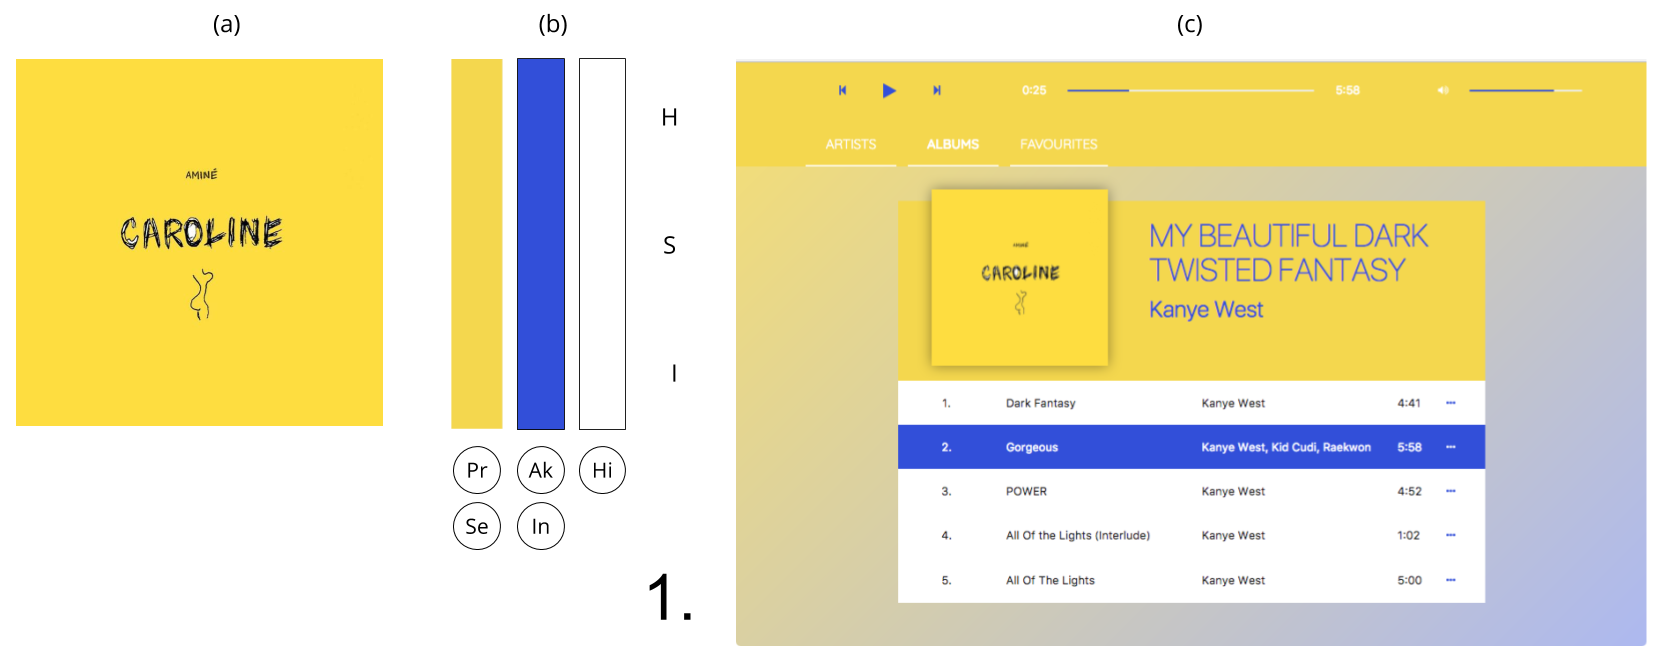 (a)
(b)
(c)
AMINÉ
CAROLINE
Pr
Ak
Hi
Se
In
H
S
I
1.
0:25
5:58
ARTISTS
ALBUMS
FAVOURITES
AMINÉ
CAROLINE
MY BEAUTIFUL DARK
TWISTED FANTASY
Kanye West
1. Dark Fantasy Kanye West 4:41
2. Gorgeous Kanye West, Kid Cudi, Raekwon 5:58
3. POWER Kanye West 4:52
4. All Of the Lights (Interlude) Kanye West 1:02
5. All Of The Lights Kanye West 5:00